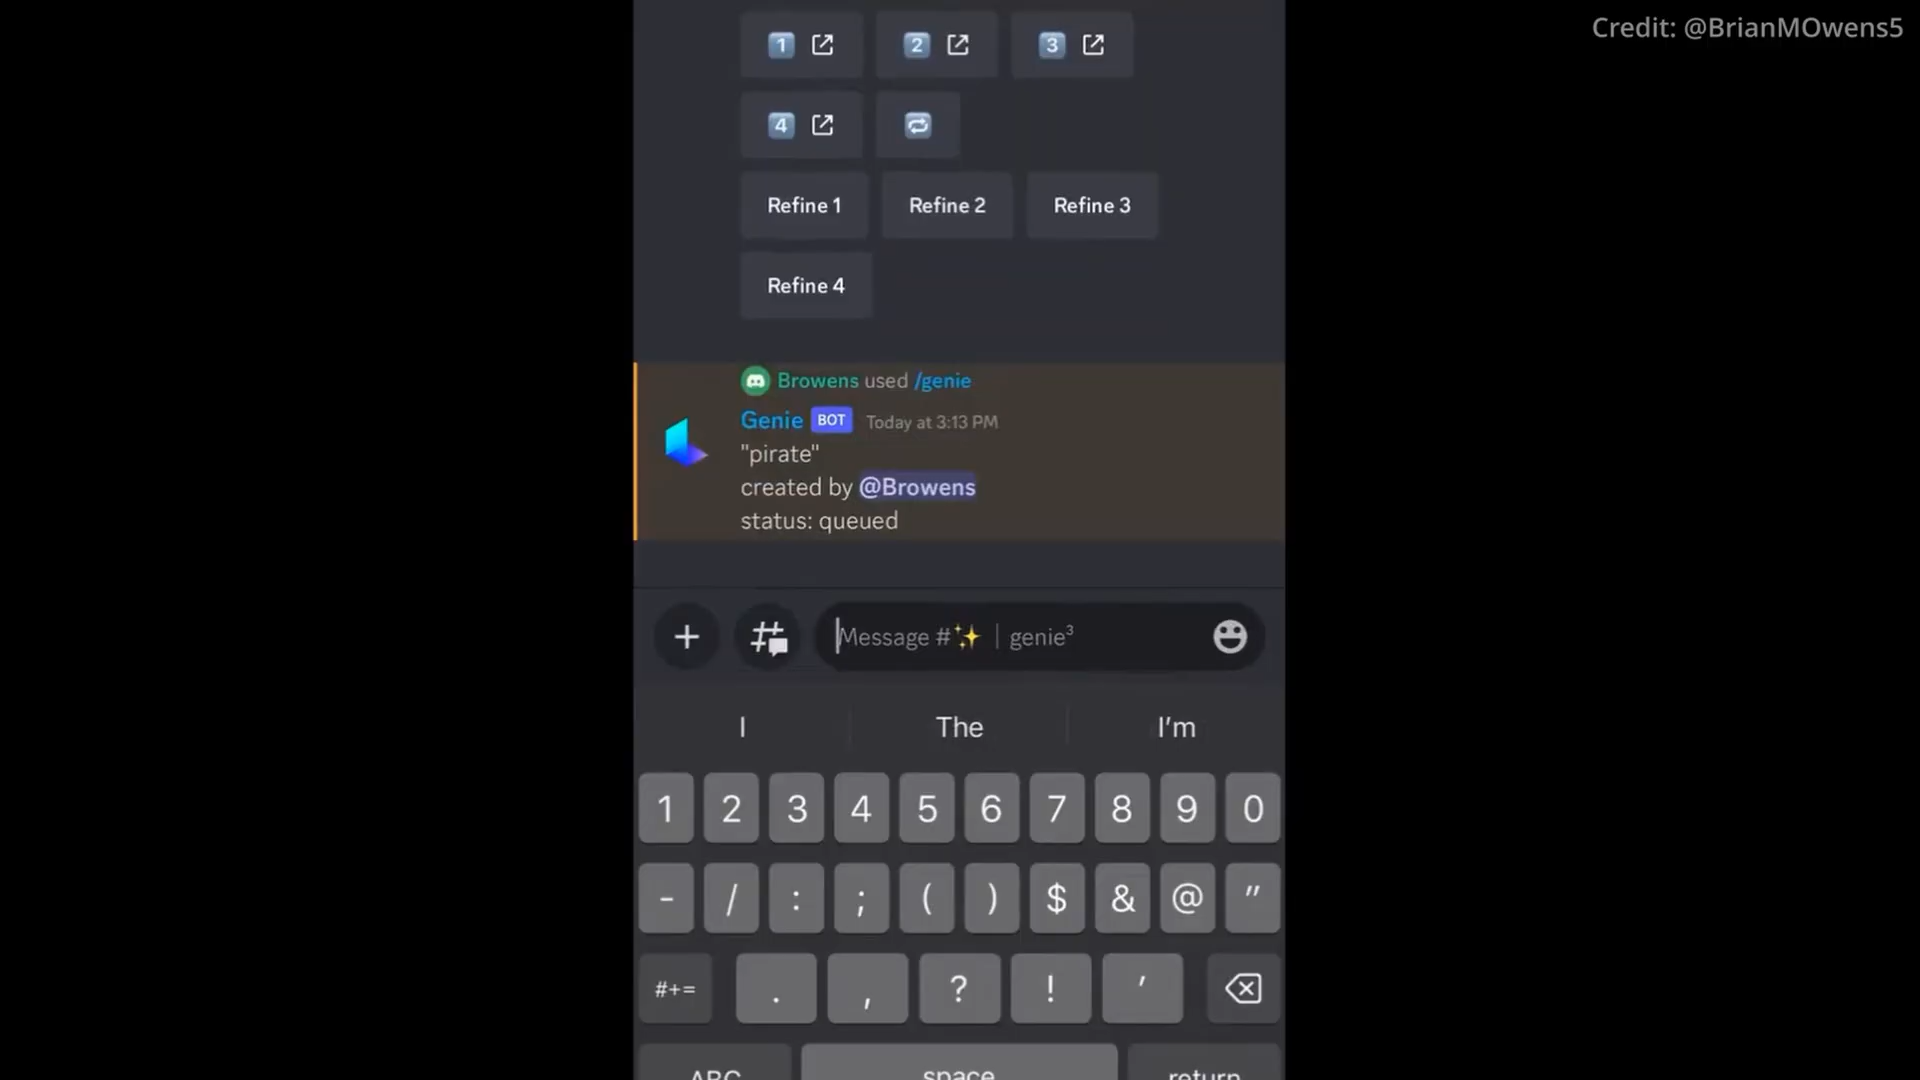 Credit: @BrianMOwens5
1 2 3
4
Refine 1 Refine 2 Refine 3
Refine 4
Browens used /genie
Genie BOT Today at 3:13 PM
"pirate"
created by @Browens
status: queued
Message #✨ | genie³
I The I'm
1 2 3 4 5 6 7 8 9 0
- / : ; ( ) $ & @ "
#+= . , ? ! '
ABC space return